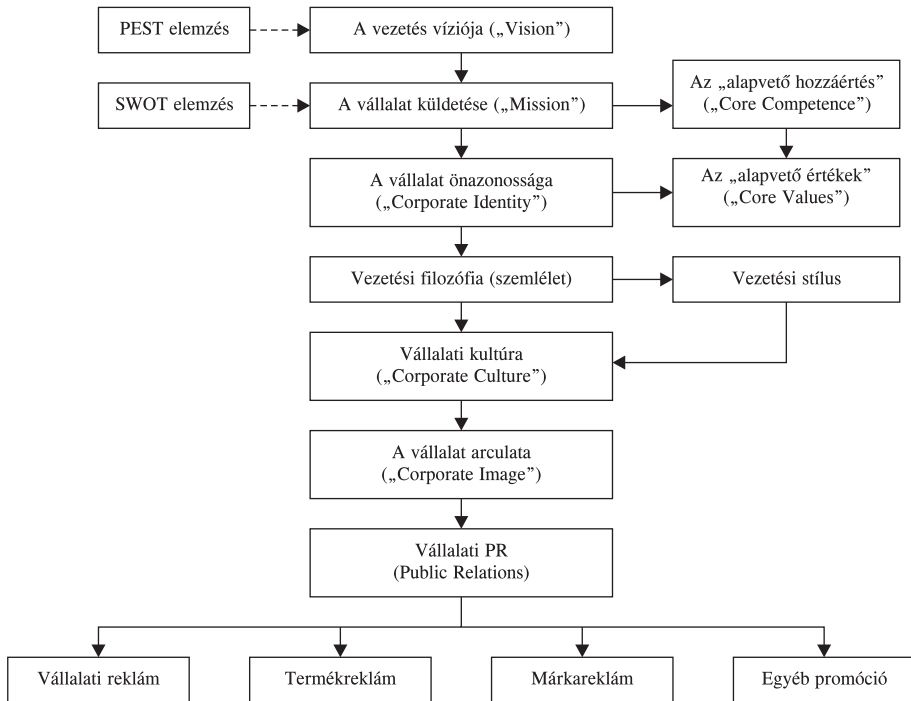 PEST elemzés
A vezetés víziója („Vision”)
SWOT elemzés
A vállalat küldetése („Mission”)
Az „alapvető hozzáértés”
(„Core Competence”)
A vállalat önazonossága
(„Corporate Identity”)
Az „alapvető értékek”
(„Core Values”)
Vezetési filozófia (szemlélet)
Vezetési stílus
Vállalati kultúra
(„Corporate Culture”)
A vállalat arculata
(„Corporate Image”)
Vállalati PR
(Public Relations)
Vállalati reklám
Termékreklám
Márkareklám
Egyéb promóció